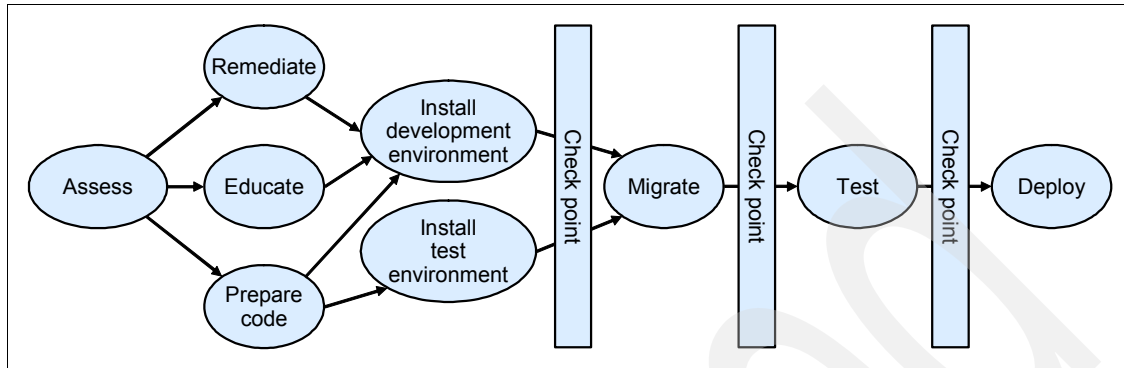 Assess
Remediate
Educate
Prepare
code
Install
development
environment
Install
test
environment
Check point
Migrate
Check point
Test
Check point
Deploy